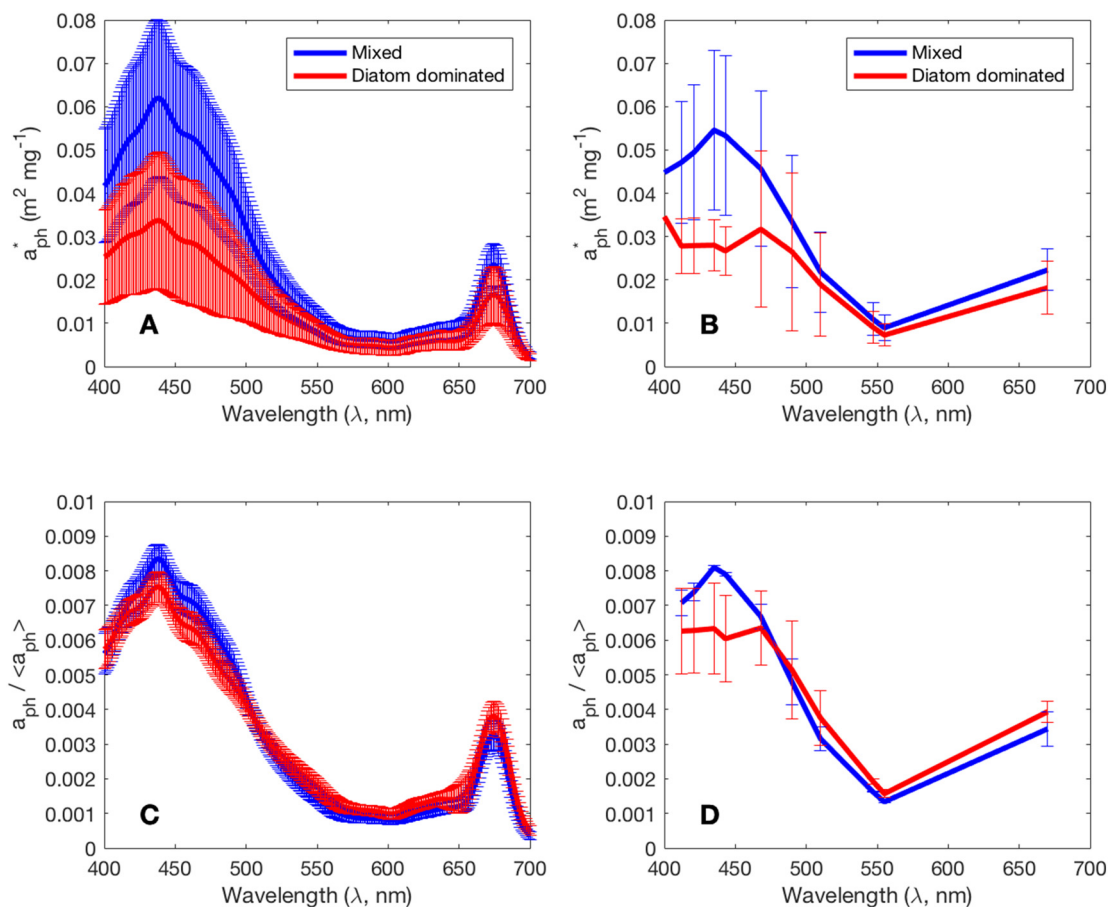 0.08
0.07
0.06
0.05
0.04
0.03
0.02
0.01
0
a*ph (m2 mg-1)
Mixed
Diatom dominated
A
400 450 500 550 600 650 700
Wavelength (λ, nm)
0.08
0.07
0.06
0.05
0.04
0.03
0.02
0.01
0
a*ph (m2 mg-1)
Mixed
Diatom dominated
B
400 450 500 550 600 650 700
Wavelength (λ, nm)
0.01
0.009
0.008
0.007
0.006
0.005
0.004
0.003
0.002
0.001
0
aph / <aph>
C
400 450 500 550 600 650 700
Wavelength (λ, nm)
0.01
0.009
0.008
0.007
0.006
0.005
0.004
0.003
0.002
0.001
0
aph / <aph>
D
400 450 500 550 600 650 700
Wavelength (λ, nm)